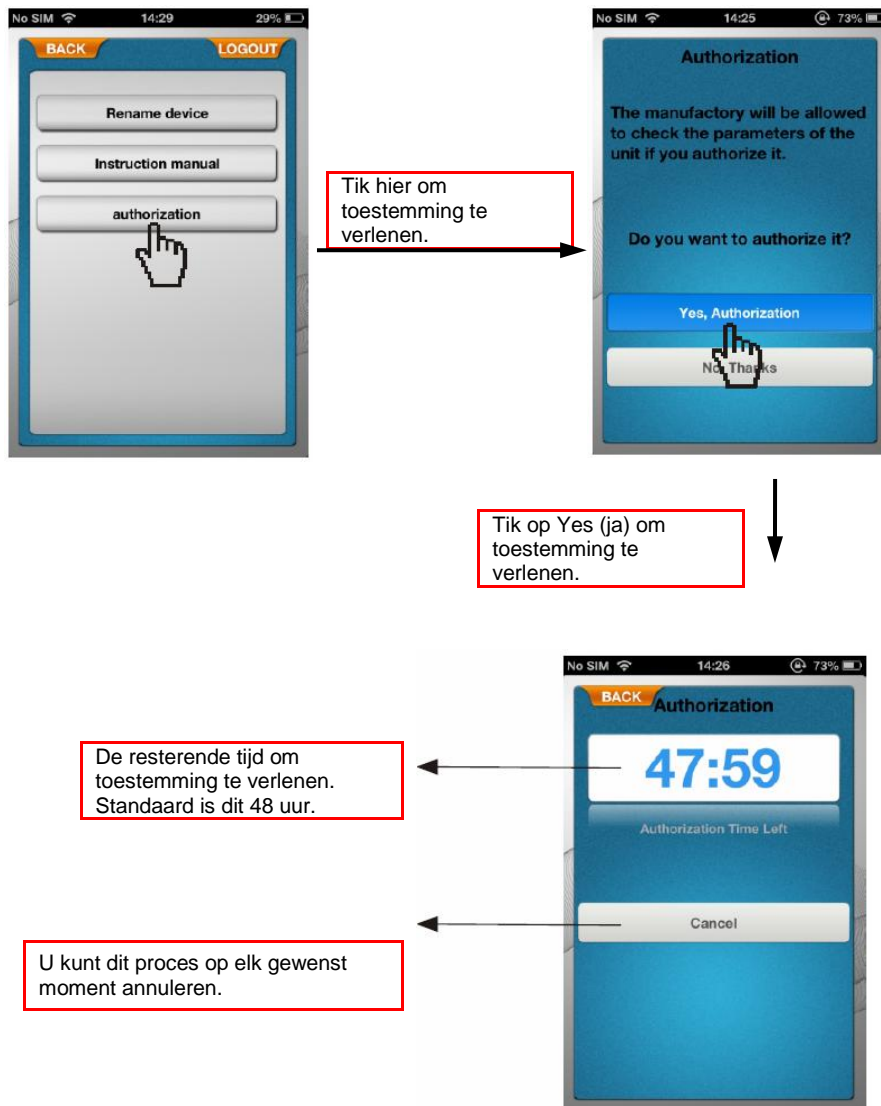 No SIM 14:29 29%
BACK LOGOUT
Rename device
Instruction manual
authorization
Tik hier om
toestemming te
verlenen.
No SIM 14:25 73%
Authorization
The manufactory will be allowed
to check the parameters of the
unit if you authorize it.
Do you want to authorize it?
Yes, Authorization
No, Thanks
Tik op Yes (ja) om
toestemming te
verlenen.
No SIM 14:26 73%
BACK Authorization
47:59
Authorization Time Left
Cancel
De resterende tijd om
toestemming te verlenen.
Standaard is dit 48 uur.
U kunt dit proces op elk gewenst
moment annuleren.